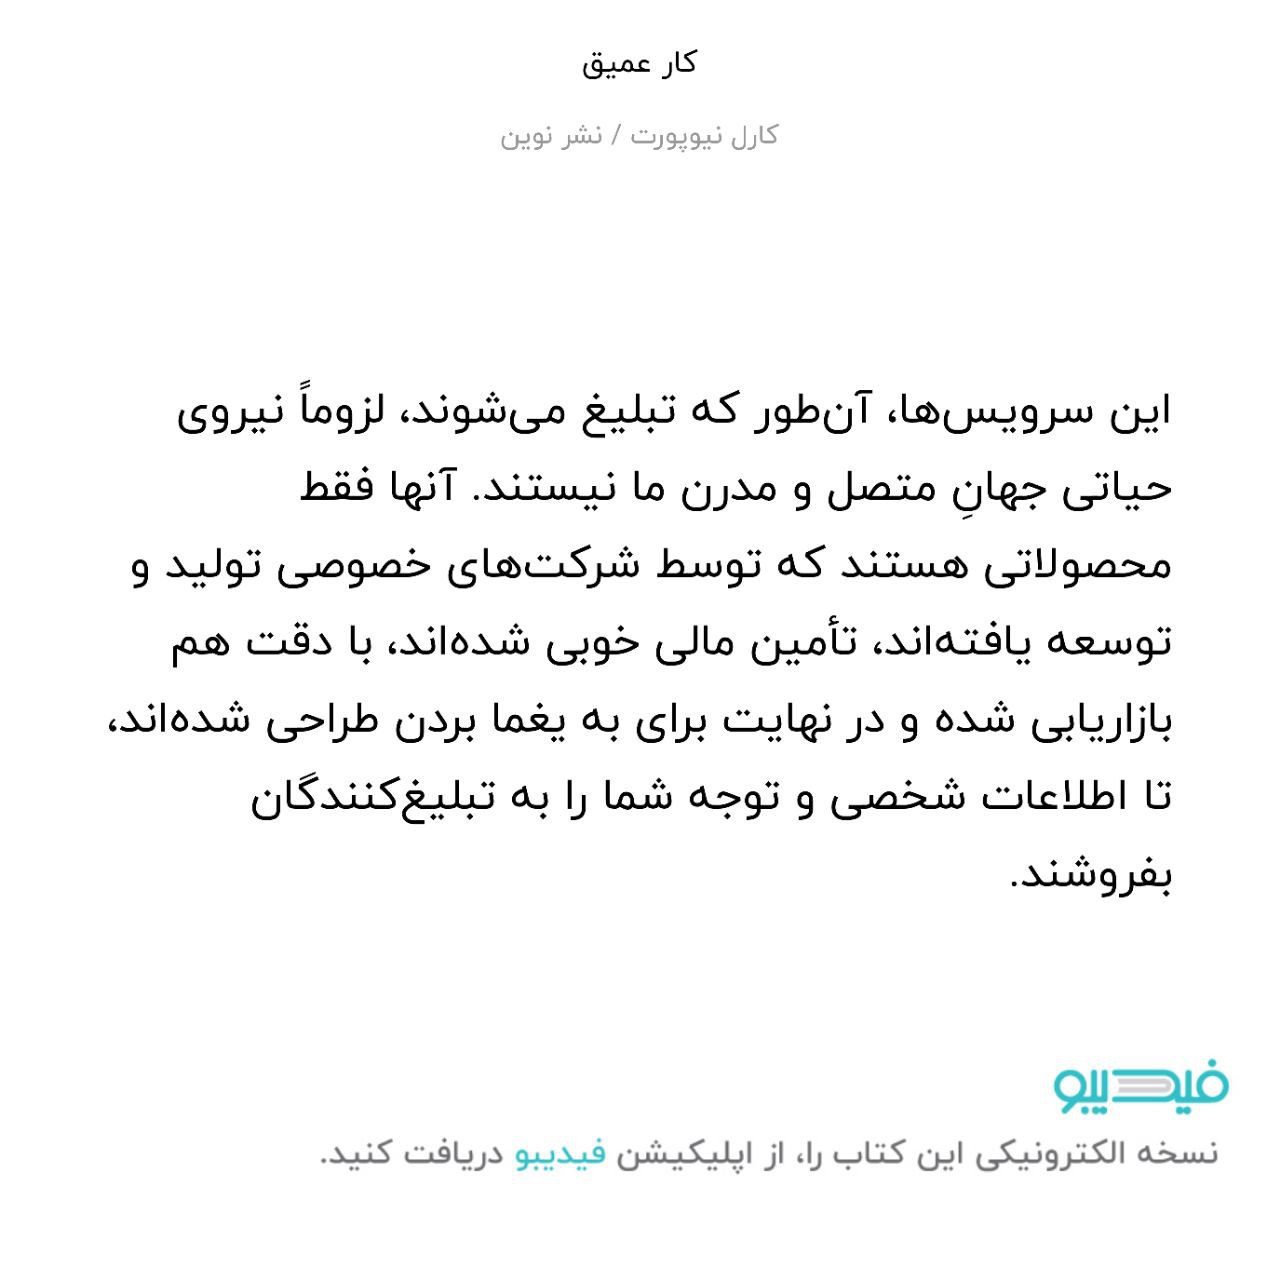 کار عمیق
کارل نیوپورت / نشر نوین
این سرویس‌ها، آن‌طور که تبلیغ می‌شوند، لزوماً نیروی
حیاتی جهانِ متصل و مدرن ما نیستند. آنها فقط
محصولاتی هستند که توسط شرکت‌های خصوصی تولید و
توسعه یافته‌اند، تأمین مالی خوبی شده‌اند، با دقت هم
بازاریابی شده و در نهایت برای به یغما بردن طراحی شده‌اند،
تا اطلاعات شخصی و توجه شما را به تبلیغ‌کنندگان
بفروشند.
فیدیبو
نسخه الکترونیکی این کتاب را، از اپلیکیشن فیدیبو دریافت کنید.